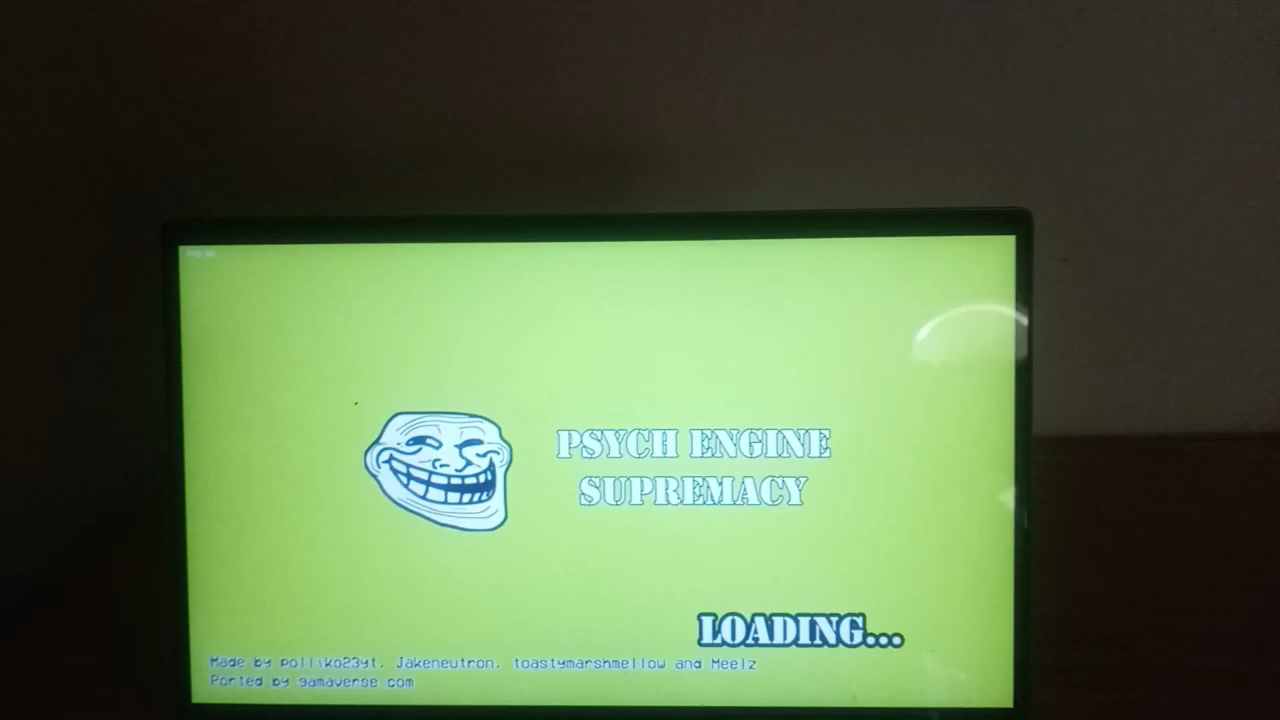 PSYCH ENGINE
SUPREMACY
LOADING...
Made by polliko23yt, Jakeneutron, toastymarshmellow and Meelz
Ported by gamaverse.com